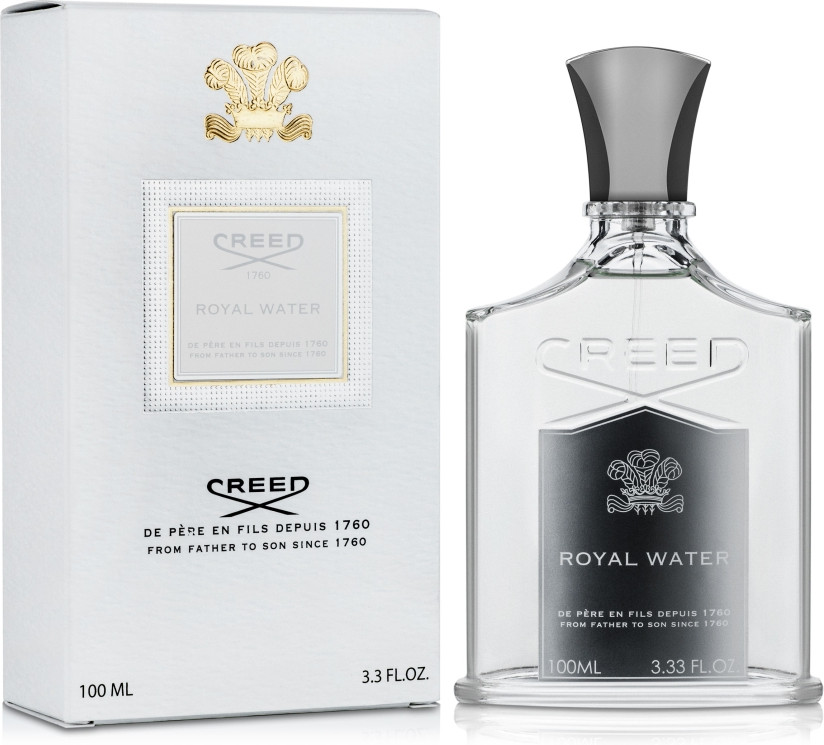 CREED
1760
ROYAL WATER
DE PÈRE EN FILS DEPUIS 1760
FROM FATHER TO SON SINCE 1760
CREED
DE PÈRE EN FILS DEPUIS 1760
FROM FATHER TO SON SINCE 1760
100 ML
3.3 FL.OZ.
CREED
ROYAL WATER
DE PÈRE EN FILS DEPUIS 1760
FROM FATHER TO SON SINCE 1760
100ML 3.33 FL.OZ.